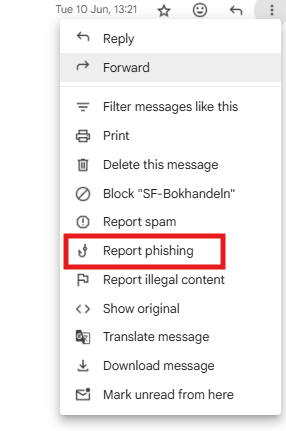 Tue 10 Jun, 13:21
Reply
Forward
Filter messages like this
Print
Delete this message
Block "SF-Bokhandeln"
Report spam
Report phishing
Report illegal content
Show original
Translate message
Download message
Mark unread from here